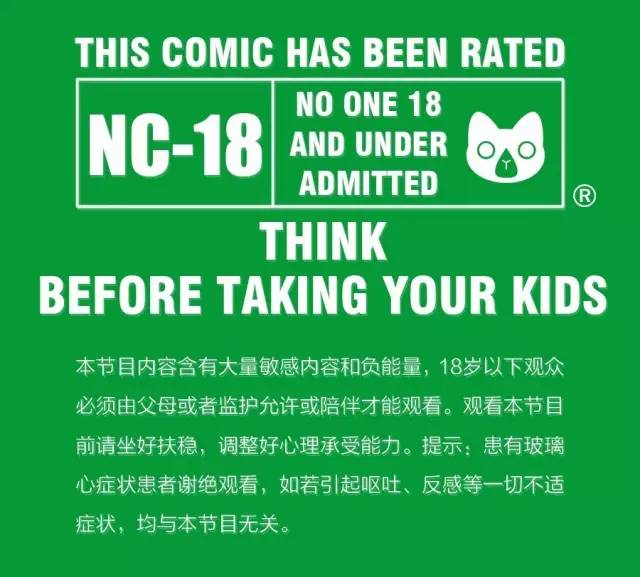 THIS COMIC HAS BEEN RATED
NC-18
NO ONE 18
AND UNDER
ADMITTED
®
THINK
BEFORE TAKING YOUR KIDS
本节目内容含有大量敏感内容和负能量，18岁以下观众
必须由父母或者监护允许或陪伴才能观看。观看本节目
前请坐好扶稳，调整好心理承受能力。提示：患有玻璃
心症状患者谢绝观看，如若引起呕吐、反感等一切不适
症状，均与本节目无关。